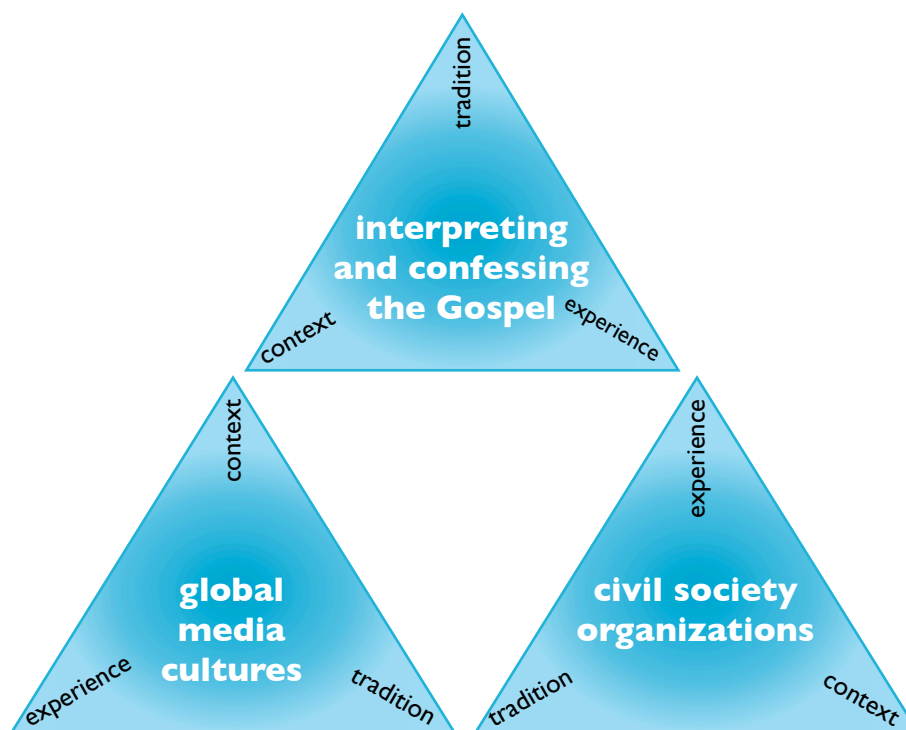 tradition
interpreting
and confessing
the Gospel
context
experience
context
global
media
cultures
experience
tradition
experience
civil society
organizations
tradition
context